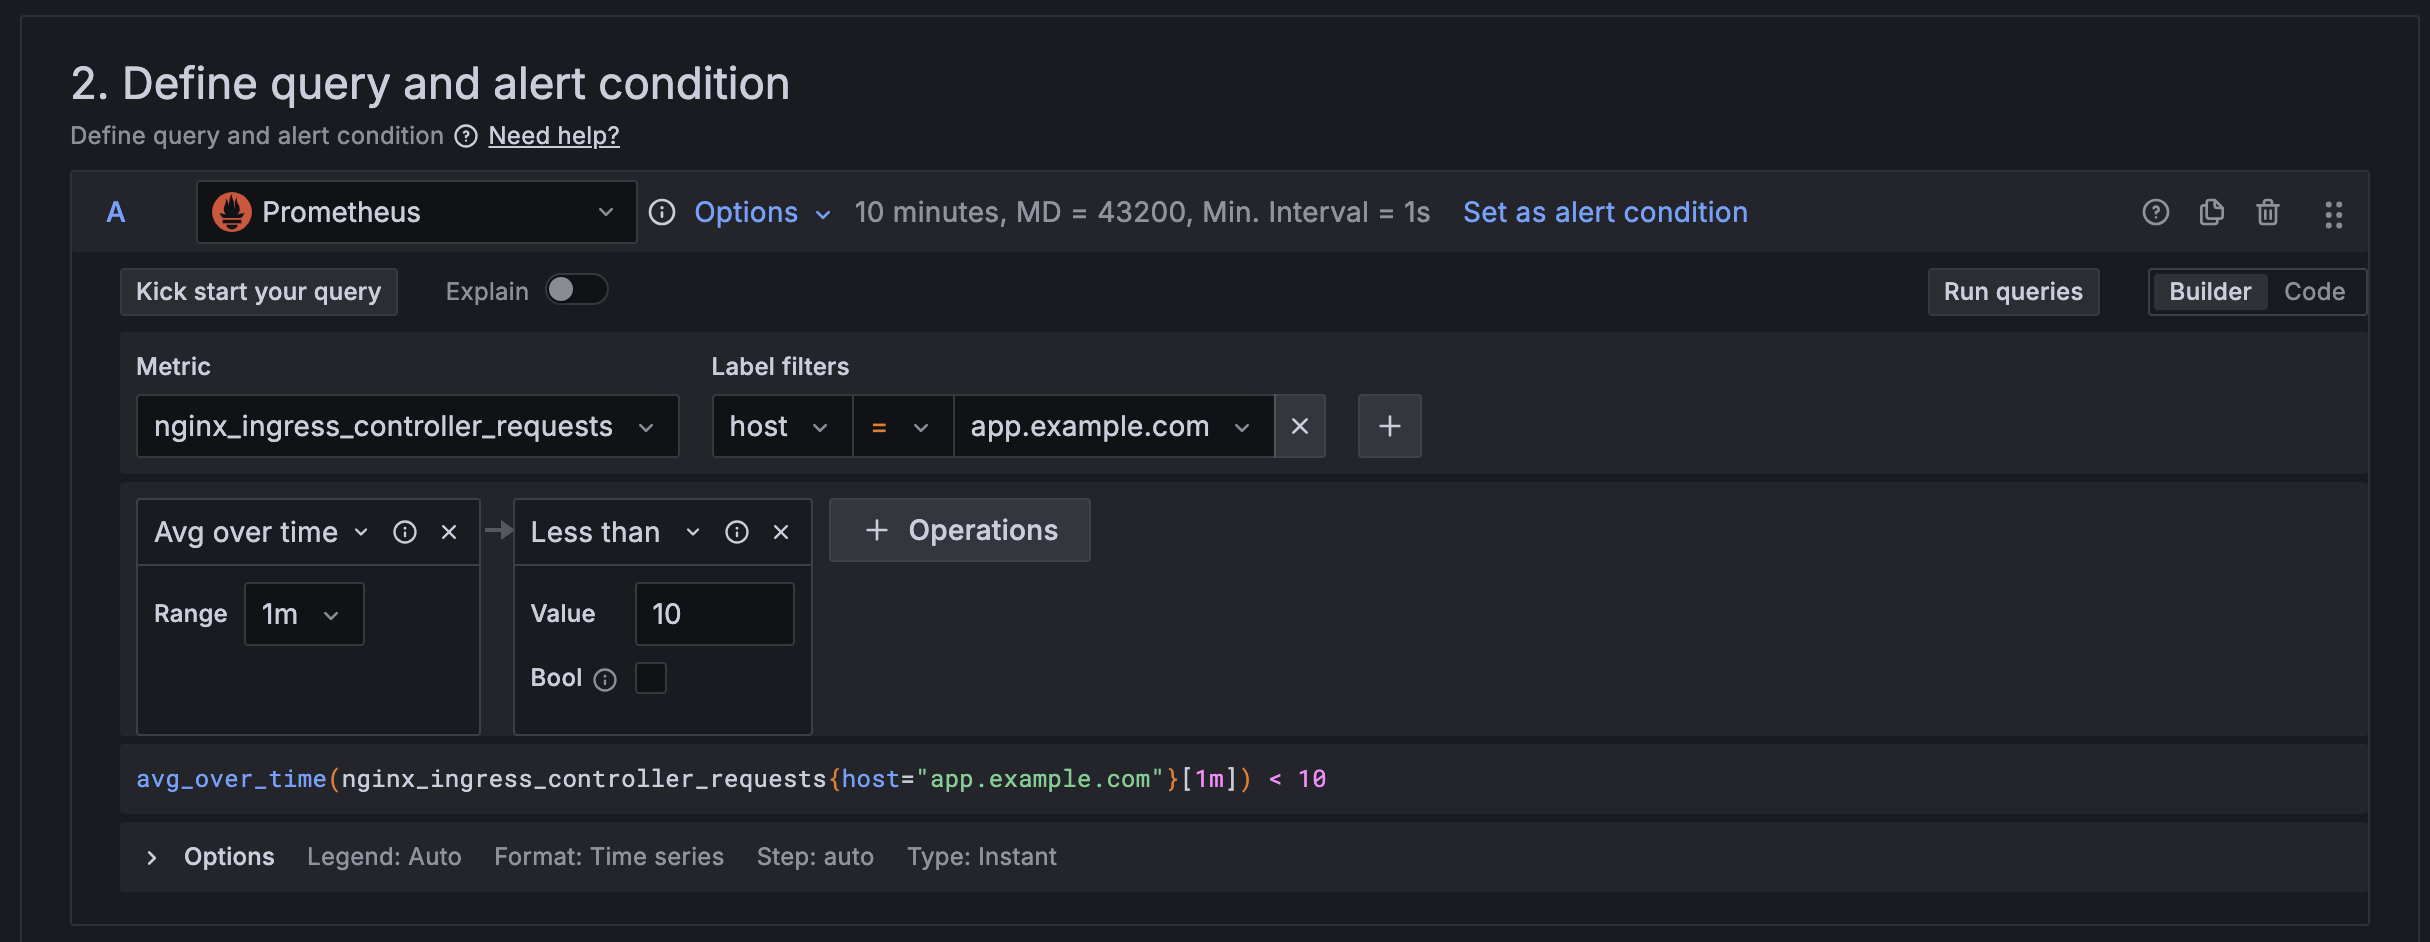 2. Define query and alert condition
Define query and alert condition Need help?
A Prometheus Options 10 minutes, MD = 43200, Min. Interval = 1s Set as alert condition
Kick start your query Explain Run queries Builder Code
Metric Label filters
nginx_ingress_controller_requests host = app.example.com
Avg over time Less than + Operations
Range 1m Value 10
Bool
avg_over_time(nginx_ingress_controller_requests{host="app.example.com"}[1m]) < 10
Options Legend: Auto Format: Time series Step: auto Type: Instant